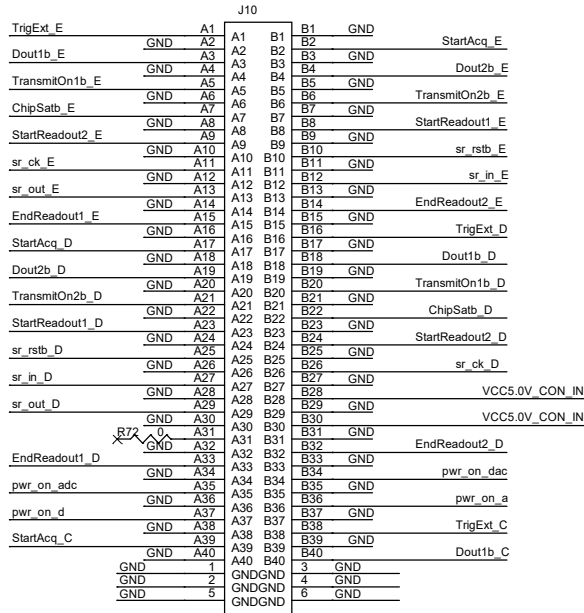 J10
TrigExt_E A1 A1 B1 B1 GND
GND A2 A2 B2 B2 StartAcq_E
Dout1b_E A3 A3 B3 B3 GND
GND A4 A4 B4 B4 Dout2b_E
TransmitOn1b_E A5 A5 B5 B5 GND
GND A6 A6 B6 B6 TransmitOn2b_E
ChipSatb_E A7 A7 B7 B7 GND
GND A8 A8 B8 B8 StartReadout1_E
StartReadout2_E A9 A9 B9 B9 GND
GND A10 A10 B10 B10 sr_rstb_E
sr_ck_E A11 A11 B11 B11 GND
GND A12 A12 B12 B12 sr_in_E
sr_out_E A13 A13 B13 B13 GND
GND A14 A14 B14 B14 EndReadout2_E
EndReadout1_E A15 A15 B15 B15 GND
GND A16 A16 B16 B16 TrigExt_D
StartAcq_D A17 A17 B17 B17 GND
GND A18 A18 B18 B18 Dout1b_D
Dout2b_D A19 A19 B19 B19 GND
GND A20 A20 B20 B20 TransmitOn1b_D
TransmitOn2b_D A21 A21 B21 B21 GND
GND A22 A22 B22 B22 ChipSatb_D
StartReadout1_D A23 A23 B23 B23 GND
GND A24 A24 B24 B24 StartReadout2_D
sr_rstb_D A25 A25 B25 B25 GND
GND A26 A26 B26 B26 sr_ck_D
sr_in_D A27 A27 B27 B27 GND
GND A28 A28 B28 B28 VCC5.0V_CON_IN
sr_out_D A29 A29 B29 B29 GND
GND A30 A30 B30 B30 VCC5.0V_CON_IN
R72 0 A31 A31 B31 B31 GND
GND A32 A32 B32 B32 EndReadout2_D
EndReadout1_D A33 A33 B33 B33 GND
GND A34 A34 B34 B34 pwr_on_dac
pwr_on_adc A35 A35 B35 B35 GND
GND A36 A36 B36 B36 pwr_on_a
pwr_on_d A37 A37 B37 B37 GND
GND A38 A38 B38 B38 TrigExt_C
StartAcq_C A39 A39 B39 B39 GND
GND A40 A40 B40 B40 Dout1b_C
GND 1 GNDGND 3 GND
GND 2 GNDGND 4 GND
GND 5 GNDGND 6 GND